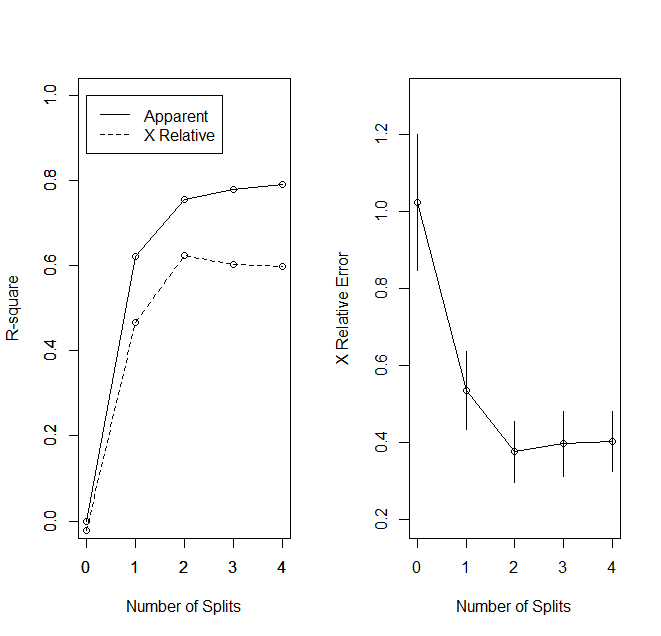 R-square
0.0
0.2
0.4
0.6
0.8
1.0
Apparent
X Relative
0 1 2 3 4
Number of Splits
X Relative Error
0.2
0.4
0.6
0.8
1.0
1.2
0 1 2 3 4
Number of Splits